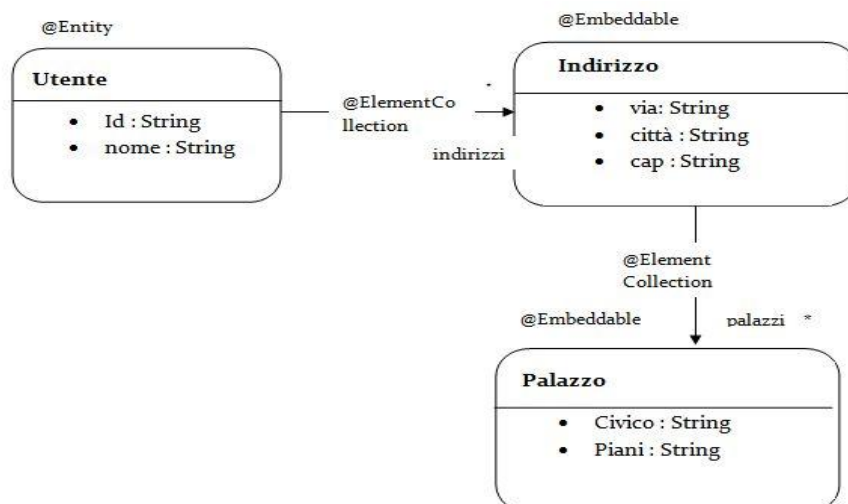 @Entity
@Embeddable
Utente
• Id : String
• nome : String
@ElementCo
llection
*
indirizzi
Indirizzo
• via: String
• città : String
• cap : String
@Element
Collection
@Embeddable
palazzi *
Palazzo
• Civico : String
• Piani : String